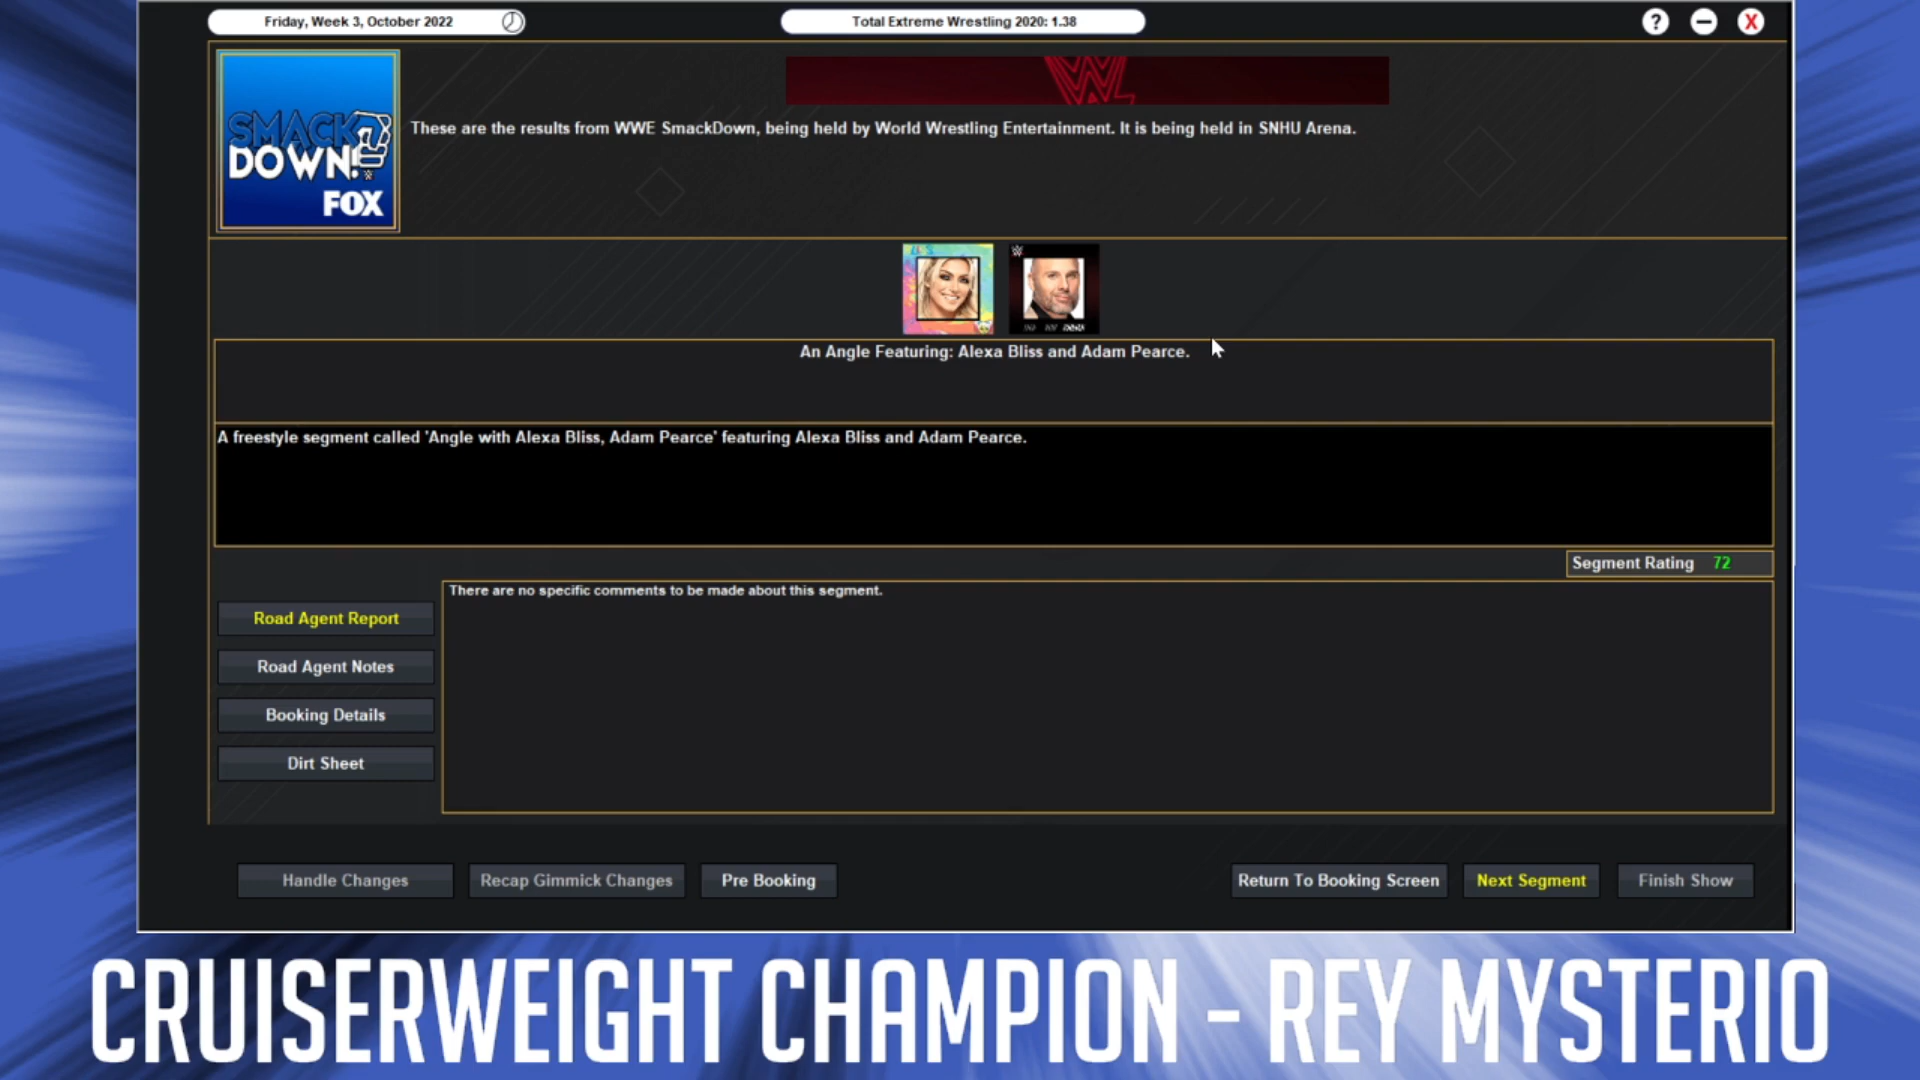 Friday, Week 3, October 2022
Total Extreme Wrestling 2020: 1.38
?
X
SMACK
DOWN!
FOX
These are the results from WWE SmackDown, being held by World Wrestling Entertainment. It is being held in SNHU Arena.
An Angle Featuring: Alexa Bliss and Adam Pearce.
A freestyle segment called 'Angle with Alexa Bliss, Adam Pearce' featuring Alexa Bliss and Adam Pearce.
Segment Rating 72
There are no specific comments to be made about this segment.
Road Agent Report
Road Agent Notes
Booking Details
Dirt Sheet
Handle Changes
Recap Gimmick Changes
Pre Booking
Return To Booking Screen
Next Segment
Finish Show
CRUISERWEIGHT CHAMPION - REY MYSTERIO